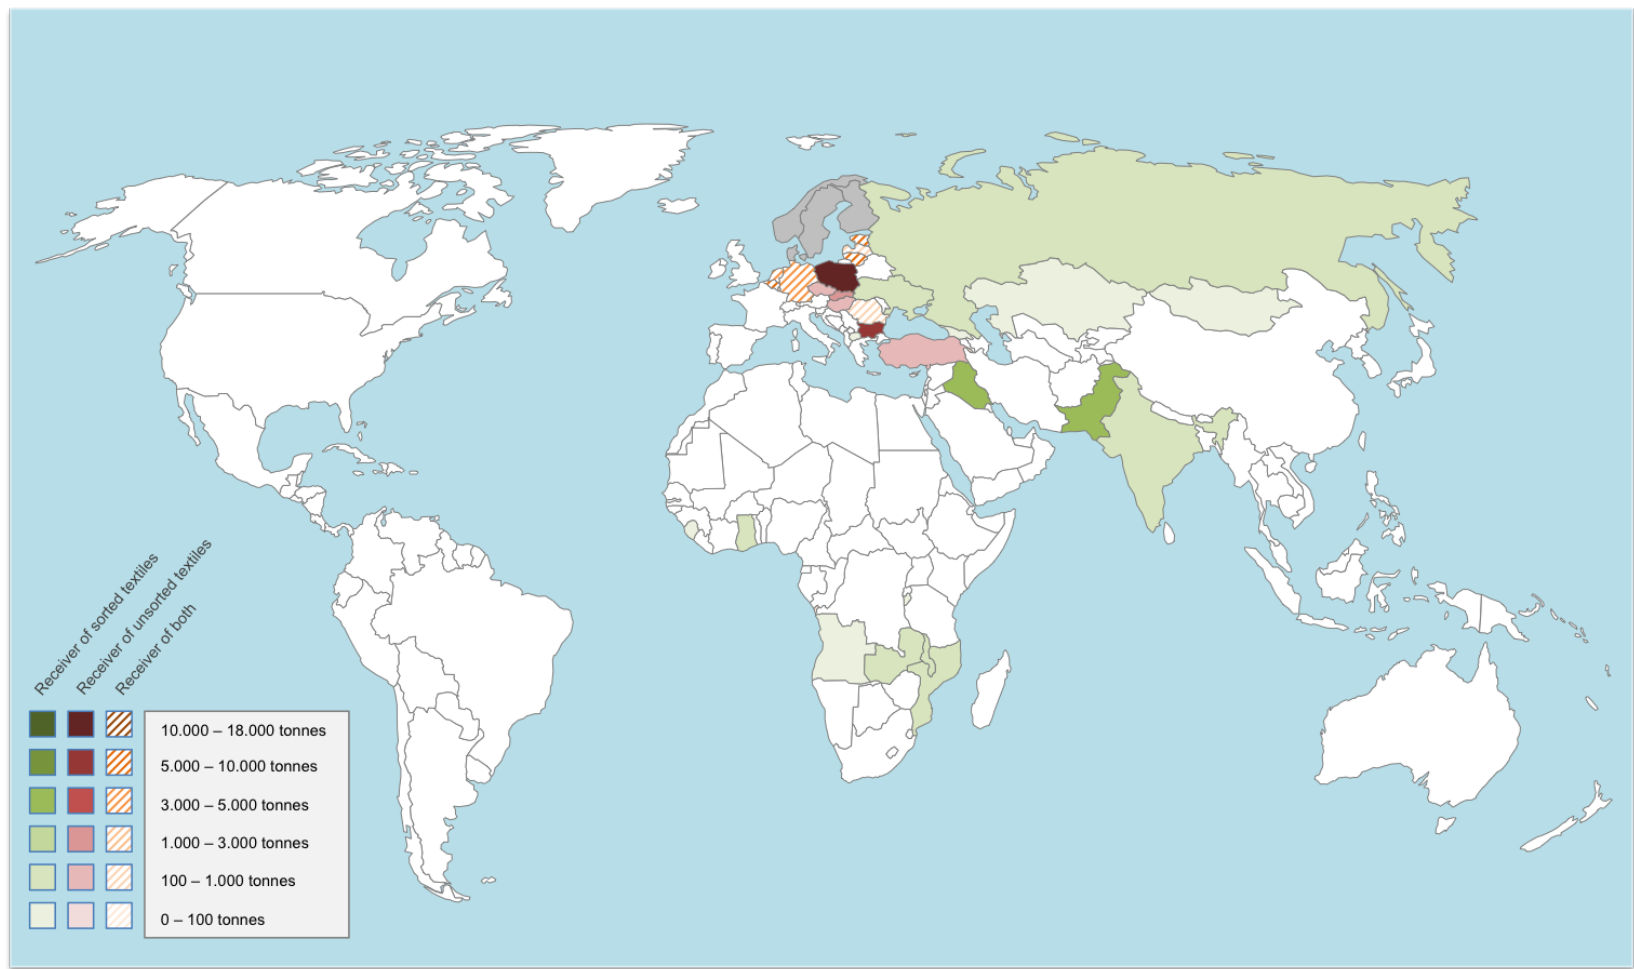 Receiver of sorted textiles
Receiver of unsorted textiles
Receiver of both
10.000 – 18.000 tonnes
5.000 – 10.000 tonnes
3.000 – 5.000 tonnes
1.000 – 3.000 tonnes
100 – 1.000 tonnes
0 – 100 tonnes